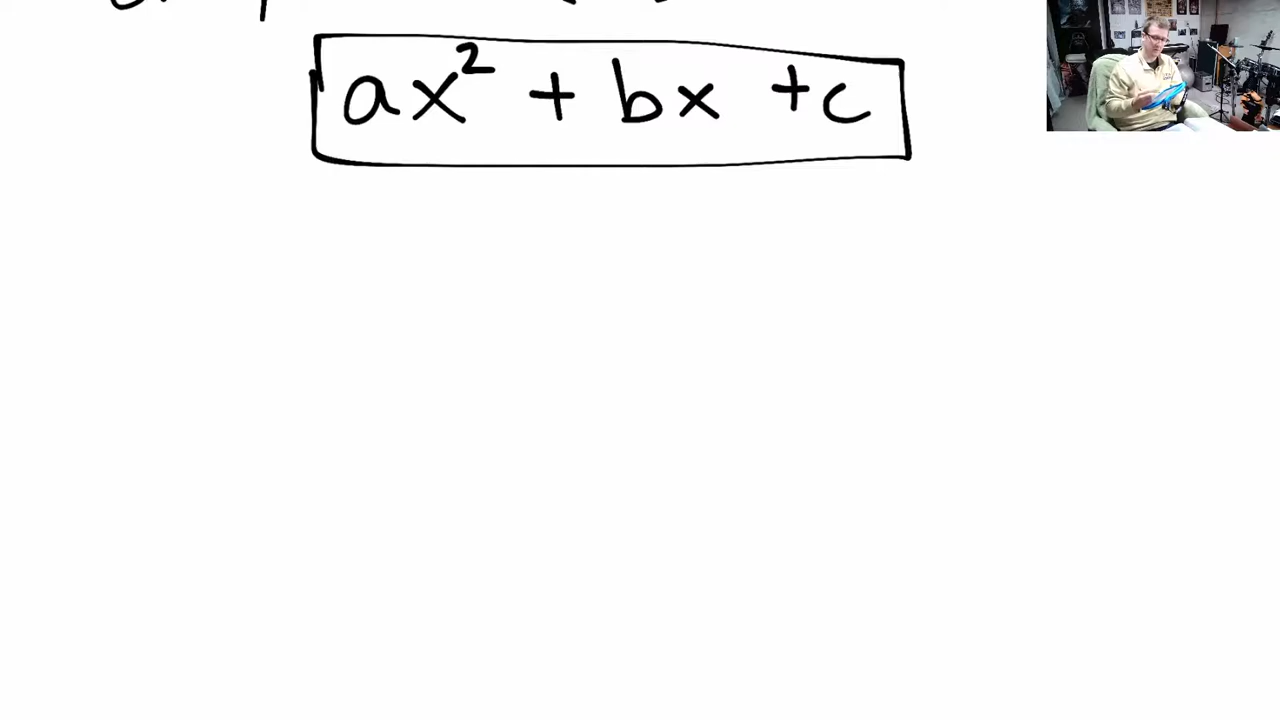 ax² + bx + c